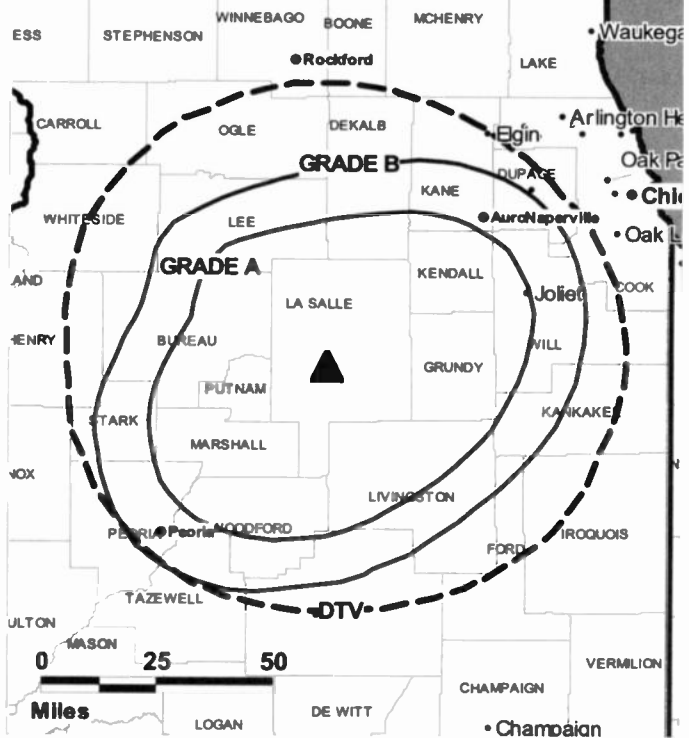 WINNEBAGO
BOONE
MCHENRY
ESS
STEPHENSON
Waukega
Rockford
LAKE
CARROLL
OGLE
DEKALB
Elgin
Arlington He
GRADE B
Oak Pa
DUPAGE
KANE
Chi
WHITESIDE
LEE
AuroNaperville
Oak L
GRADE A
KENDALL
AND
LA SALLE
Joliet
COOK
HENRY
BUREAU
WILL
GRUNDY
PUTNAM
STARK
KANKAKEE
MARSHALL
NOX
LIVINGSTON
PEORIA
Peoria
WOODFORD
IROQUOIS
FORD
TAZEWELL
DTV
ULTON
MASON
0 25 50
VERMILION
Miles
CHAMPAIGN
DE WITT
LOGAN
Champaign